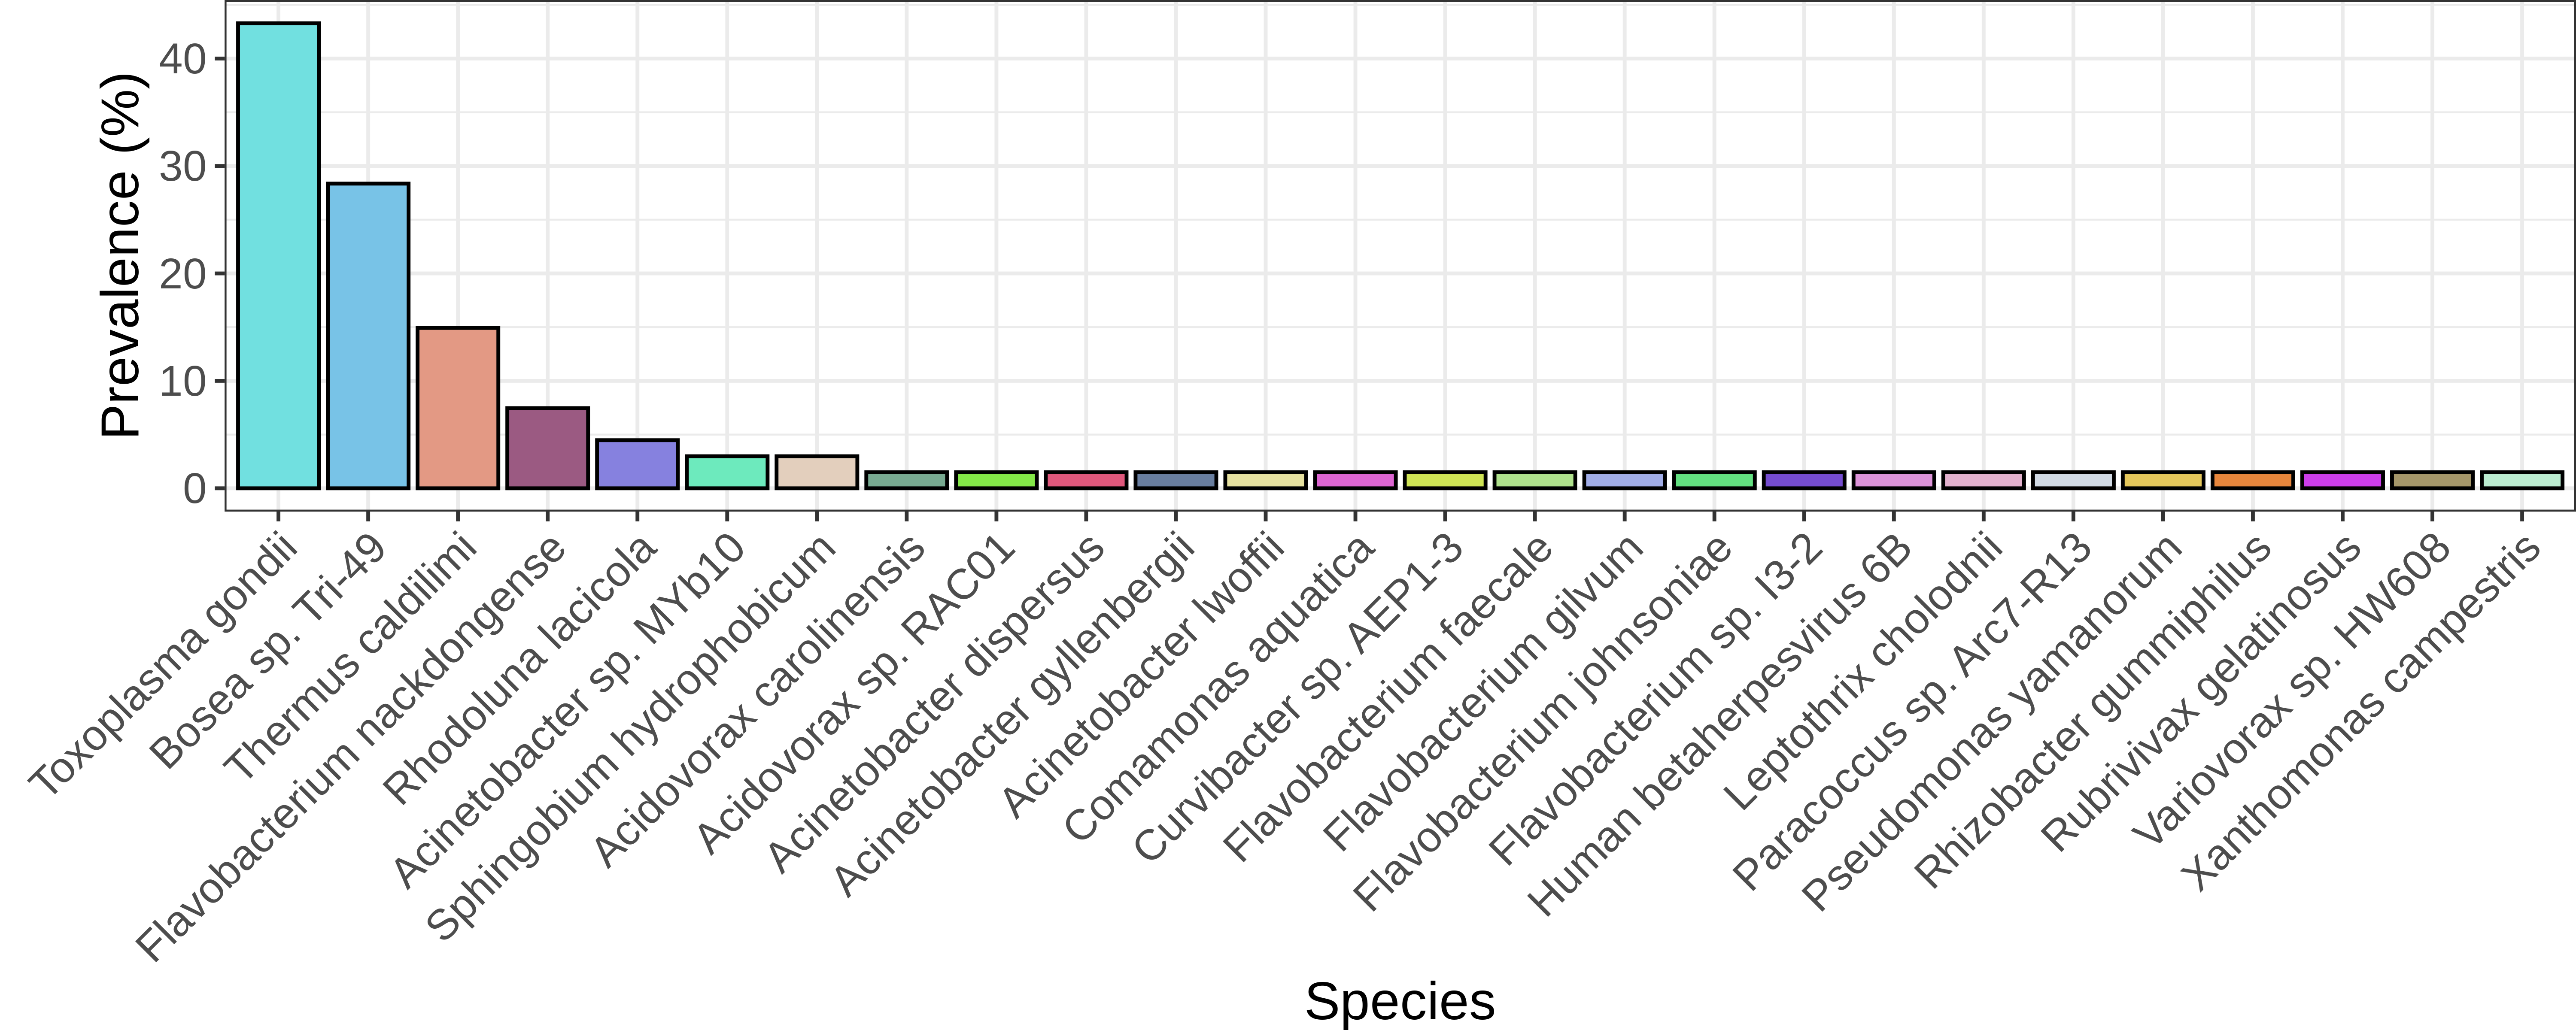 Prevalence (%)
40
30
20
10
0
Toxoplasma gondii
Bosea sp. Tri-49
Thermus caldilimi
Flavobacterium nackdongense
Rhodoluna lacicola
Acinetobacter sp. MYb10
Sphingobium hydrophobicum
Acidovorax carolinensis
Acidovorax sp. RAC01
Acinetobacter dispersus
Acinetobacter gyllenbergii
Acinetobacter lwoffii
Comamonas aquatica
Curvibacter sp. AEP1-3
Flavobacterium faecale
Flavobacterium gilvum
Flavobacterium johnsoniae
Flavobacterium sp. I3-2
Human betaherpesvirus 6B
Leptothrix cholodnii
Paracoccus sp. Arc7-R13
Pseudomonas yamanorum
Rhizobacter gummiphilus
Rubrivivax gelatinosus
Variovorax sp. HW608
Xanthomonas campestris
Species